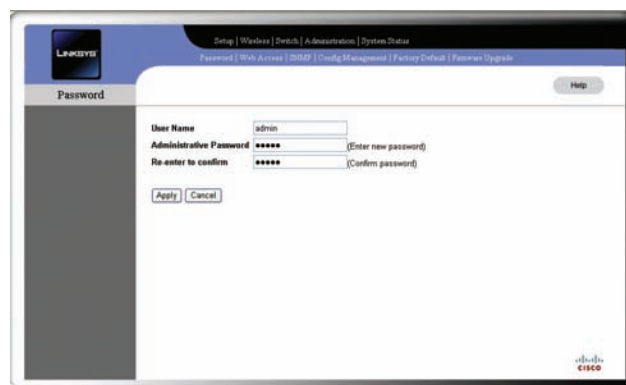 LINKSYS
Setup | Wireless | Switch | Administration | System Status
Password | Web Access | SNMP | Config Management | Factory Default | Firmware Upgrade
Password
Help
User Name admin
Administrative Password ••••• (Enter new password)
Re-enter to confirm ••••• (Confirm password)
Apply Cancel
CISCO